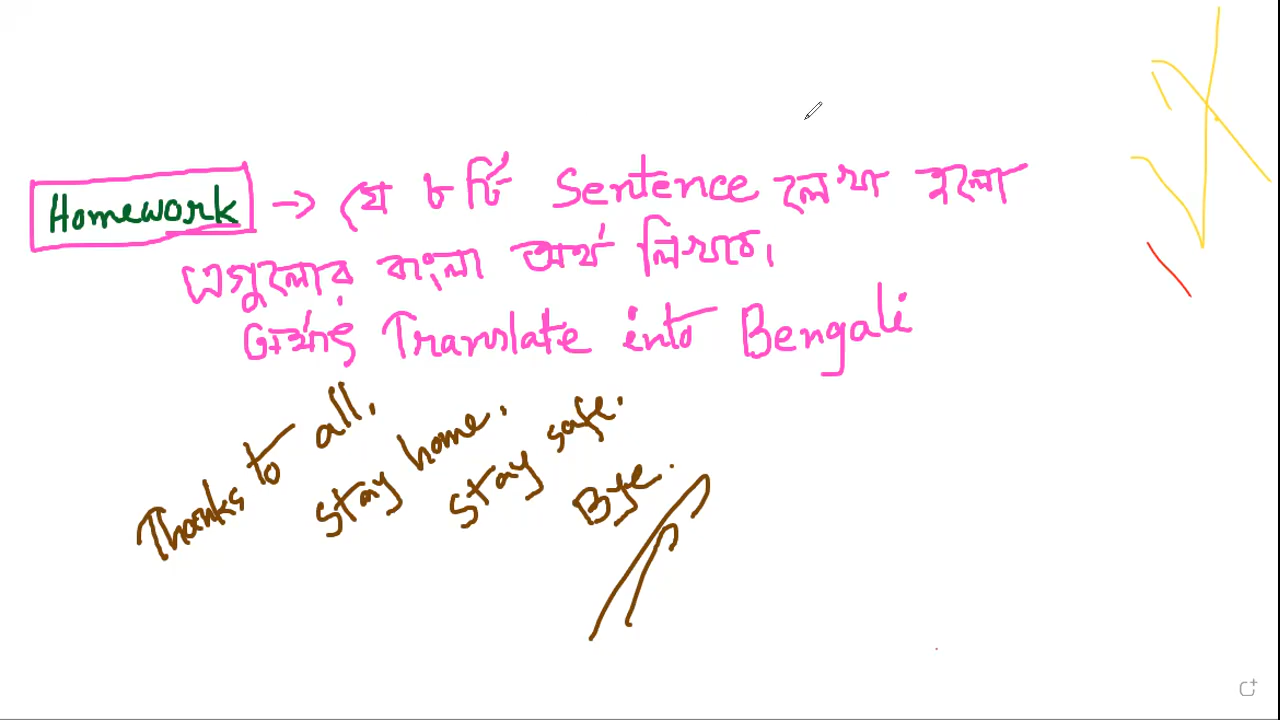 Homework → যে ৮টি Sentence লেখা হলো
এগুলোর বাংলা অর্থ লিখবে।
অর্থাৎ Translate into Bengali
Thanks to all.
Stay home.
Stay safe.
Bye.